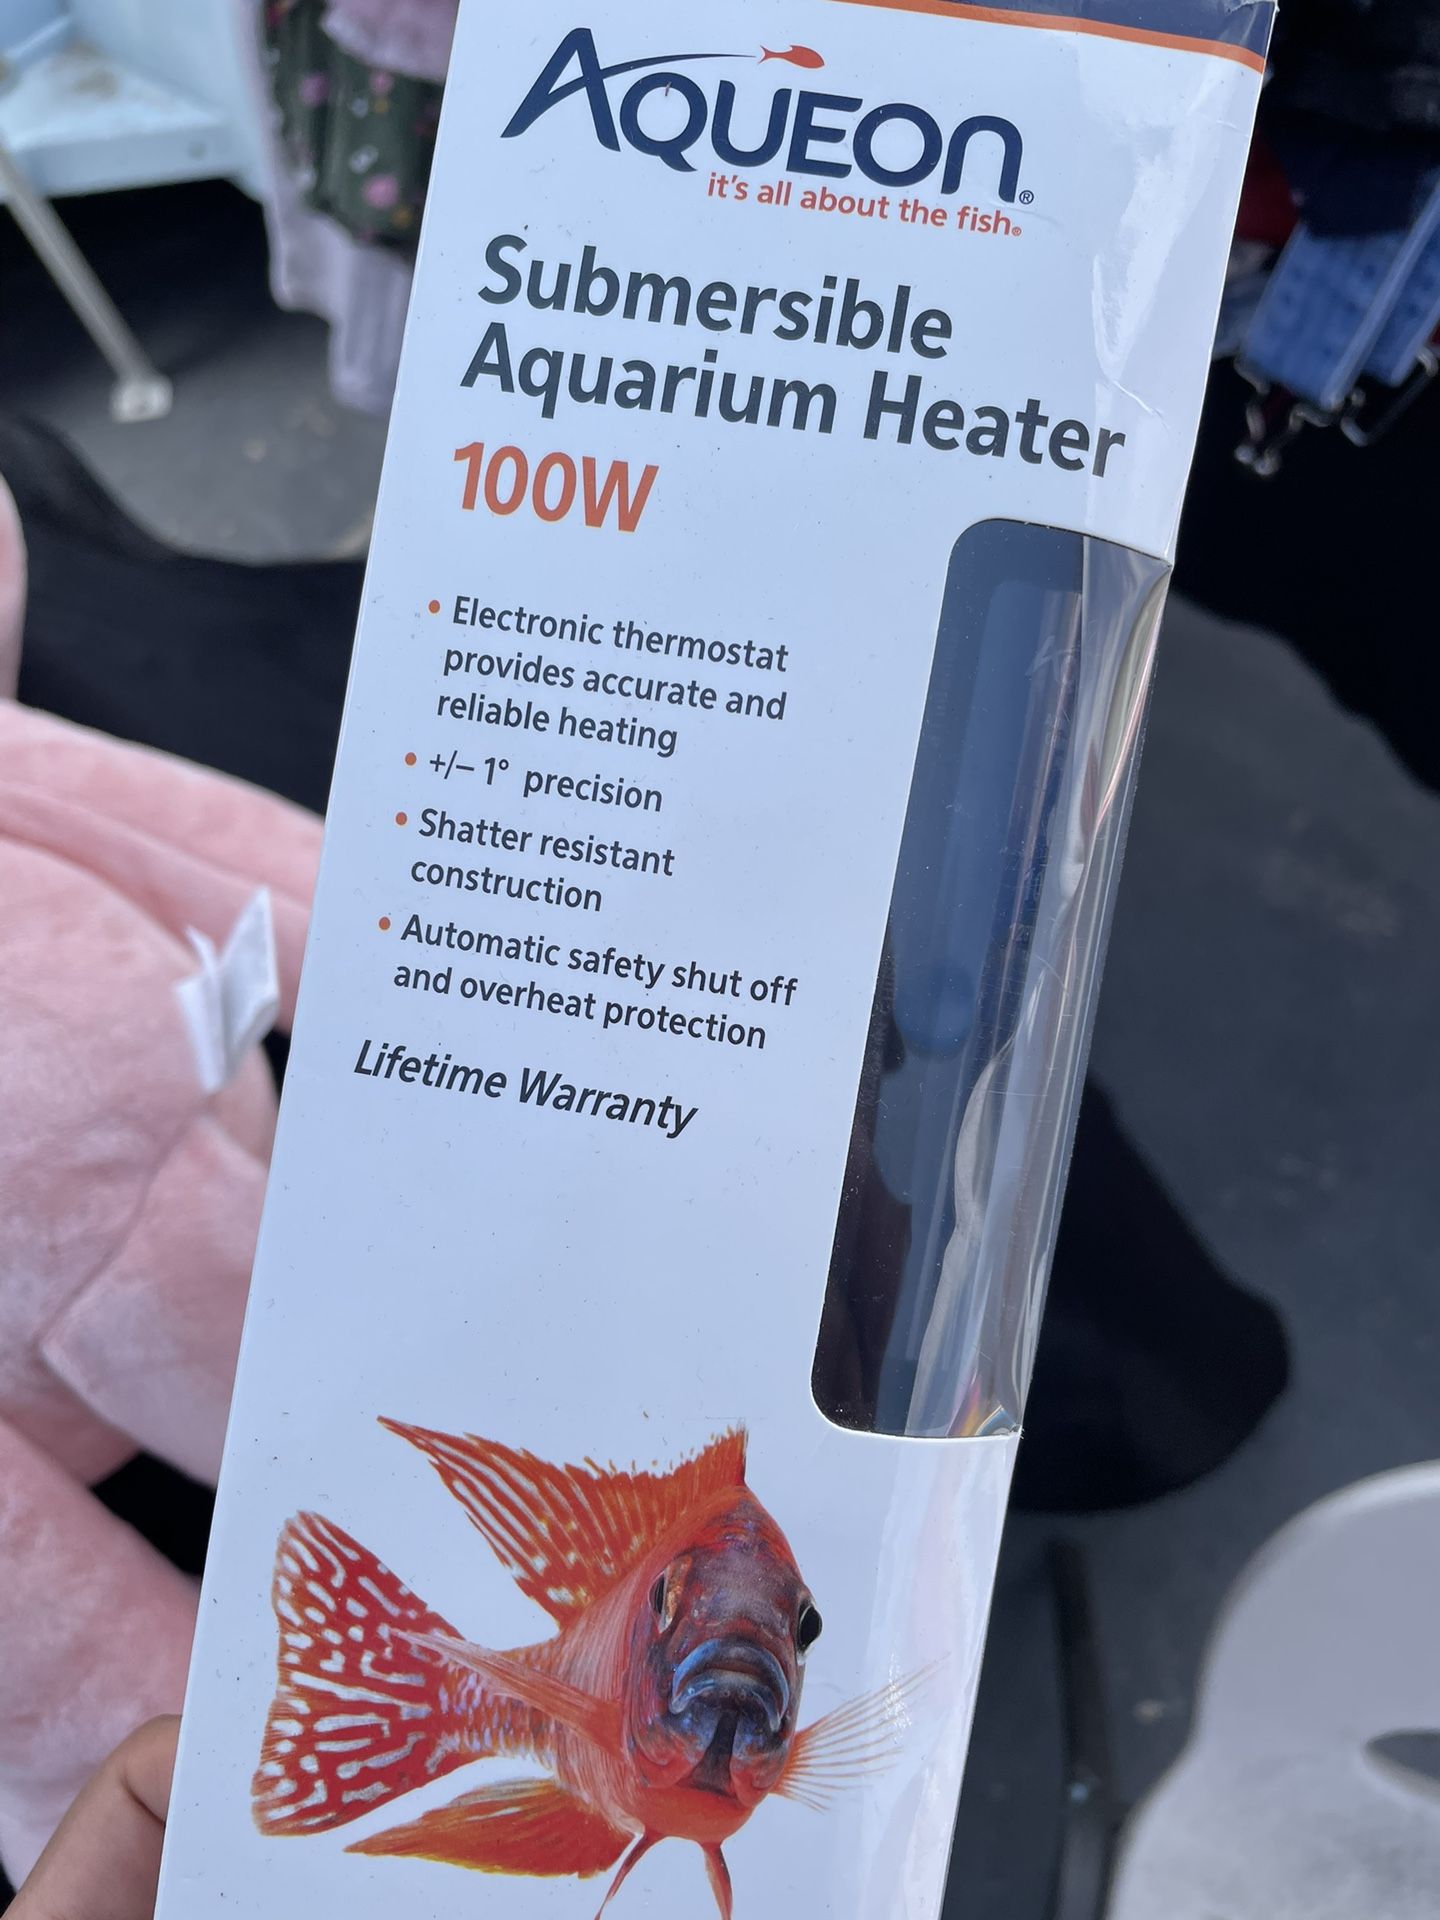 AQUEON®
it's all about the fish®
Submersible
Aquarium Heater
100W
• Electronic thermostat
provides accurate and
reliable heating
• +/– 1° precision
• Shatter resistant
construction
• Automatic safety shut off
and overheat protection
Lifetime Warranty